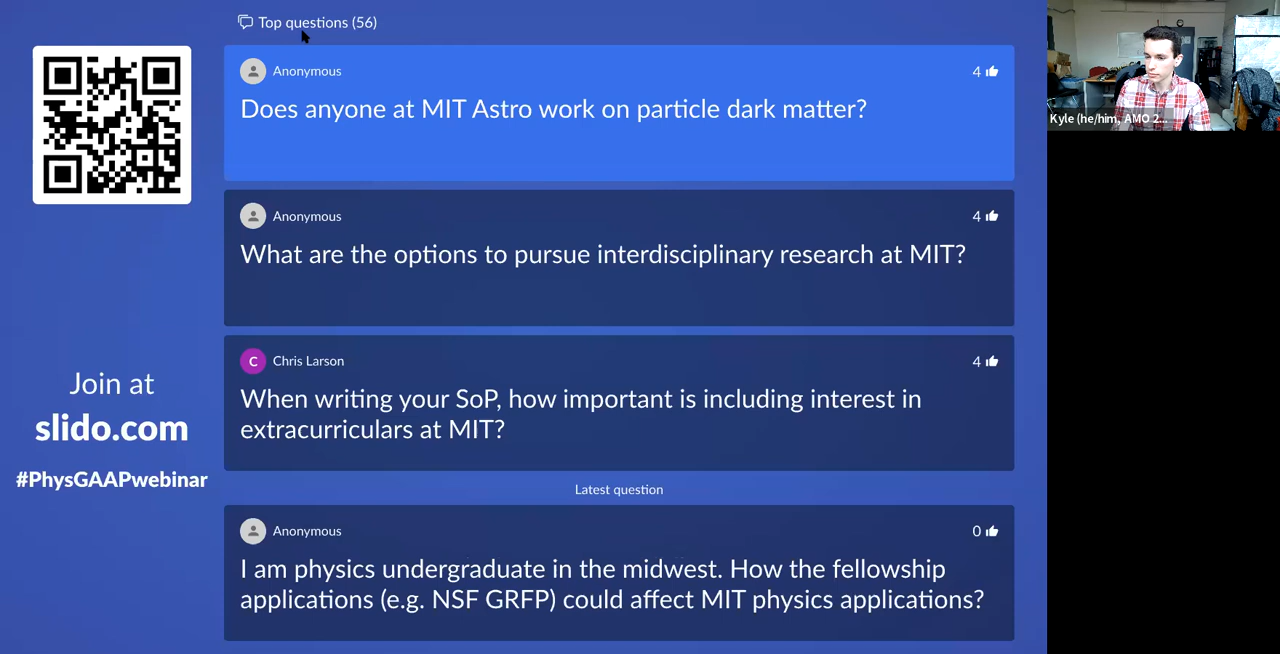 Top questions (56)
Anonymous
4
Does anyone at MIT Astro work on particle dark matter?
Anonymous
4
What are the options to pursue interdisciplinary research at MIT?
Chris Larson
C
4
When writing your SoP, how important is including interest in
extracurriculars at MIT?
Latest question
Anonymous
0
I am physics undergraduate in the midwest. How the fellowship
applications (e.g. NSF GRFP) could affect MIT physics applications?
Join at
slido.com
#PhysGAAPwebinar
Kyle (he/him, AMO 2...